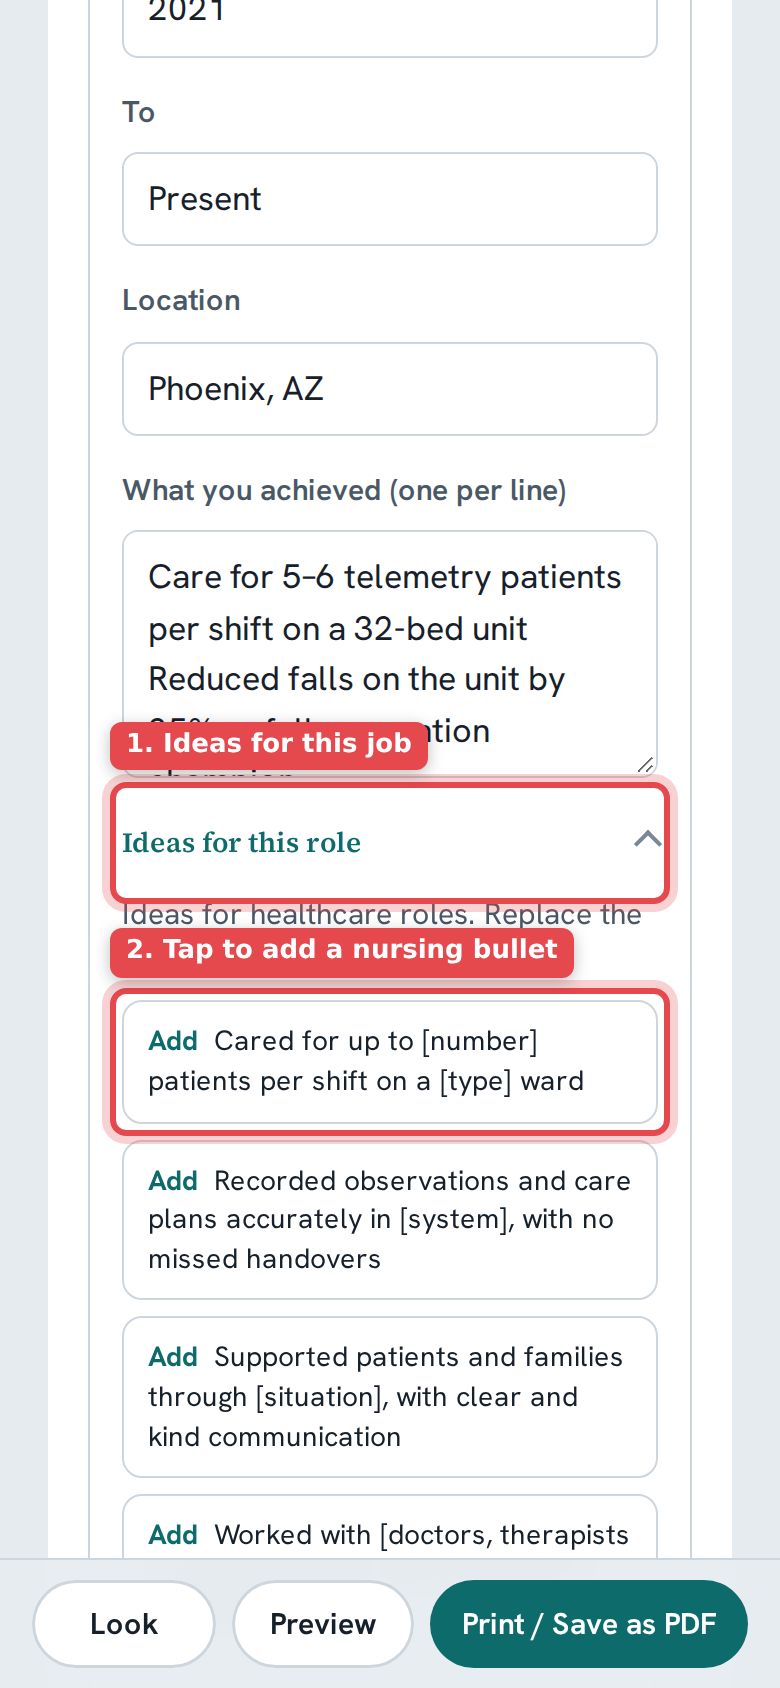 2021
To
Present
Location
Phoenix, AZ
What you achieved (one per line)
Care for 5–6 telemetry patients
per shift on a 32-bed unit
Reduced falls on the unit by
1. Ideas for this job
Ideas for this role
Ideas for healthcare roles. Replace the
2. Tap to add a nursing bullet
Add Cared for up to [number]
patients per shift on a [type] ward
Add Recorded observations and care
plans accurately in [system], with no
missed handovers
Add Supported patients and families
through [situation], with clear and
kind communication
Add Worked with [doctors, therapists
Look
Preview
Print / Save as PDF